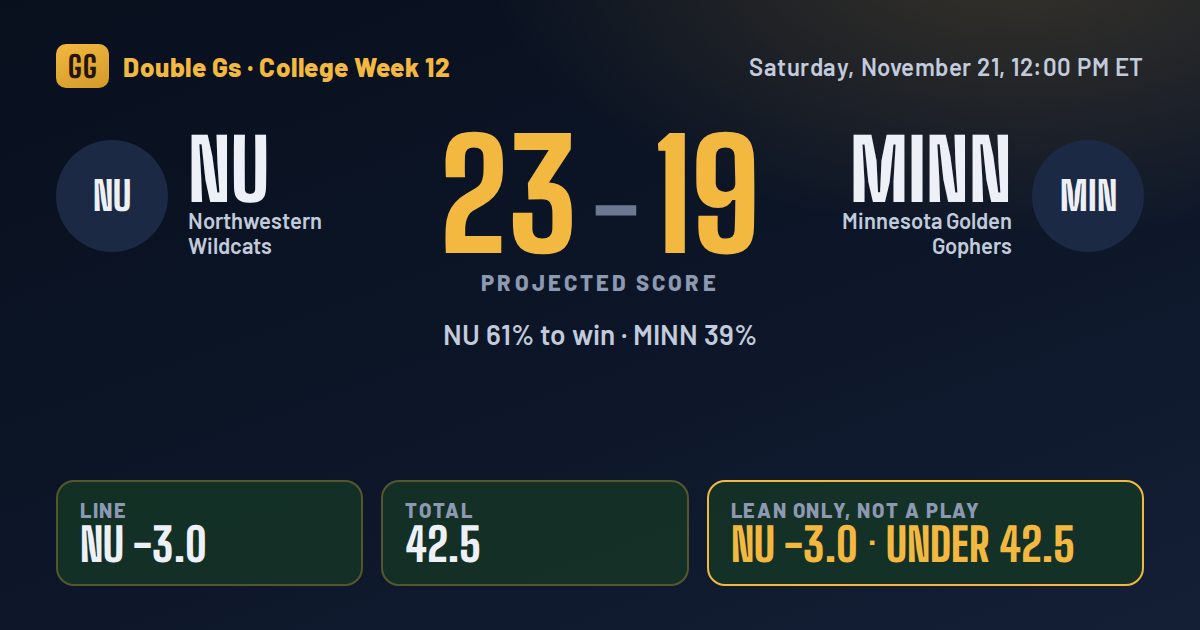 GG
Double Gs · College Week 12
Saturday, November 21, 12:00 PM ET
NU
NU
Northwestern
Wildcats
23 – 19
PROJECTED SCORE
NU 61% to win · MINN 39%
MINN
Minnesota Golden
Gophers
MIN
LINE
NU −3.0
TOTAL
42.5
LEAN ONLY, NOT A PLAY
NU −3.0 · UNDER 42.5